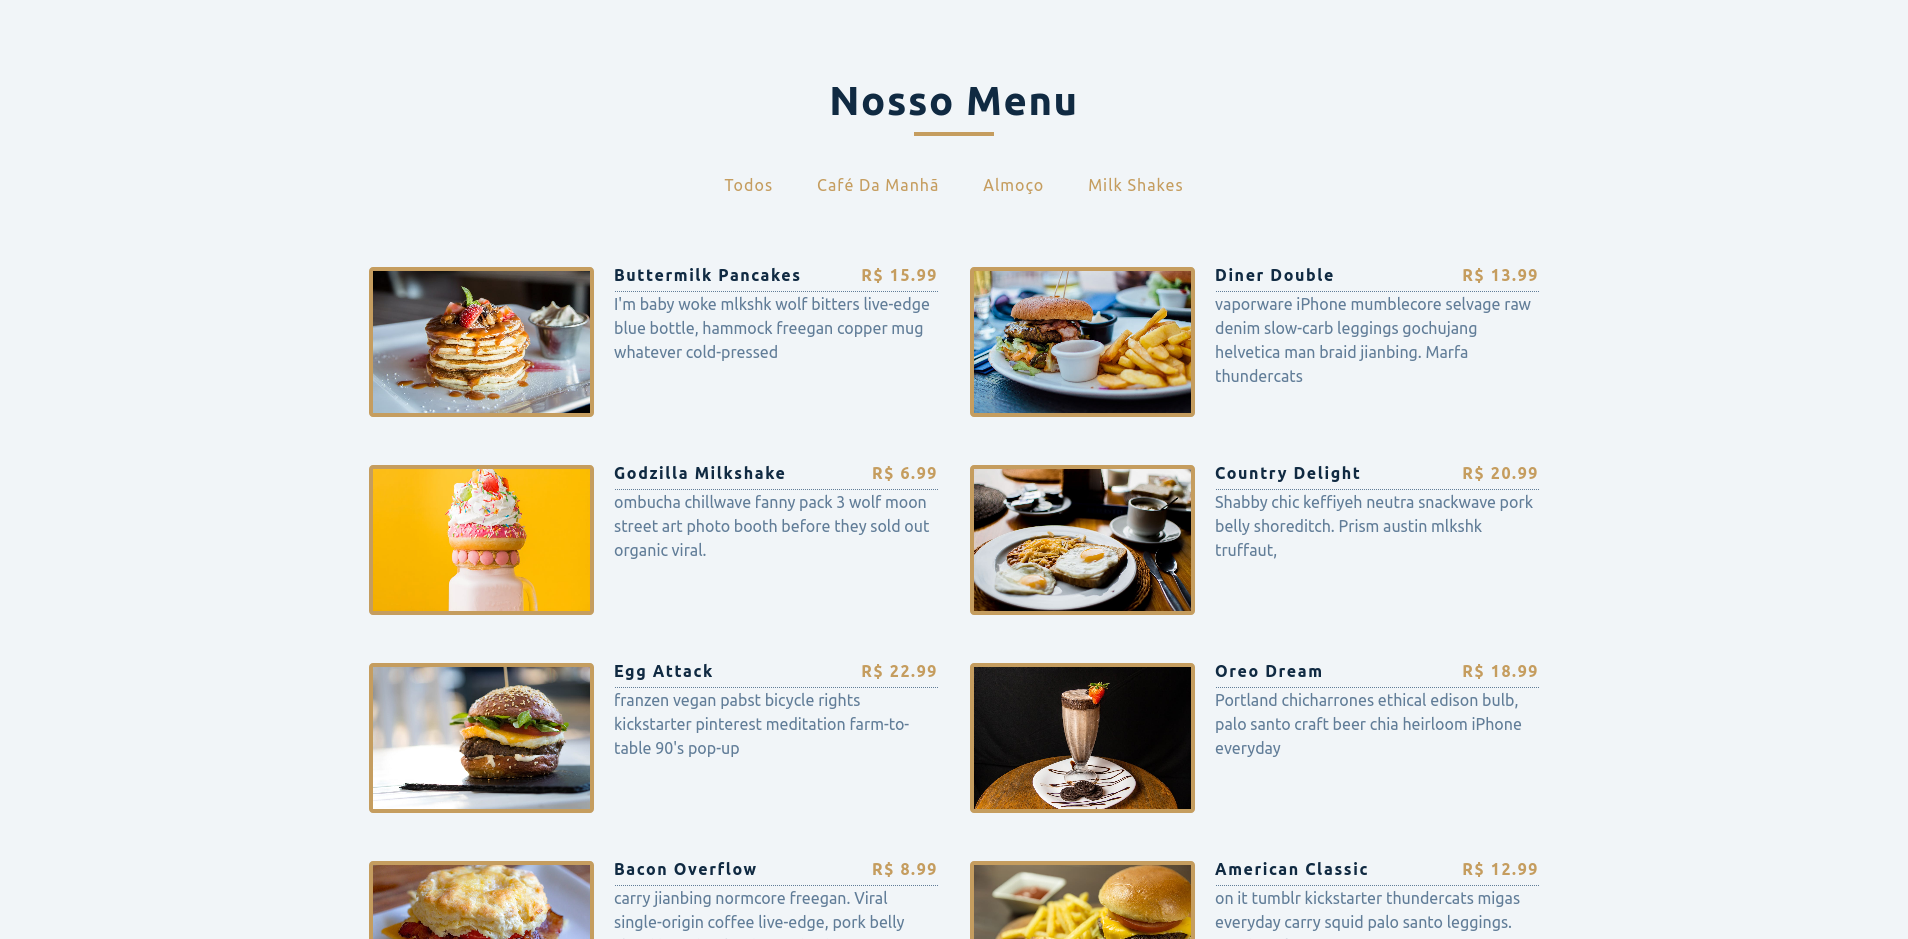 Nosso Menu
Todos Café Da Manhã Almoço Milk Shakes
Buttermilk Pancakes R$ 15.99
I'm baby woke mlkshk wolf bitters live-edge
blue bottle, hammock freegan copper mug
whatever cold-pressed
Diner Double R$ 13.99
vaporware iPhone mumblecore selvage raw
denim slow-carb leggings gochujang
helvetica man braid jianbing. Marfa
thundercats
Godzilla Milkshake R$ 6.99
ombucha chillwave fanny pack 3 wolf moon
street art photo booth before they sold out
organic viral.
Country Delight R$ 20.99
Shabby chic keffiyeh neutra snackwave pork
belly shoreditch. Prism austin mlkshk
truffaut,
Egg Attack R$ 22.99
franzen vegan pabst bicycle rights
kickstarter pinterest meditation farm-to-
table 90's pop-up
Oreo Dream R$ 18.99
Portland chicharrones ethical edison bulb,
palo santo craft beer chia heirloom iPhone
everyday
Bacon Overflow R$ 8.99
carry jianbing normcore freegan. Viral
single-origin coffee live-edge, pork belly
American Classic R$ 12.99
on it tumblr kickstarter thundercats migas
everyday carry squid palo santo leggings.